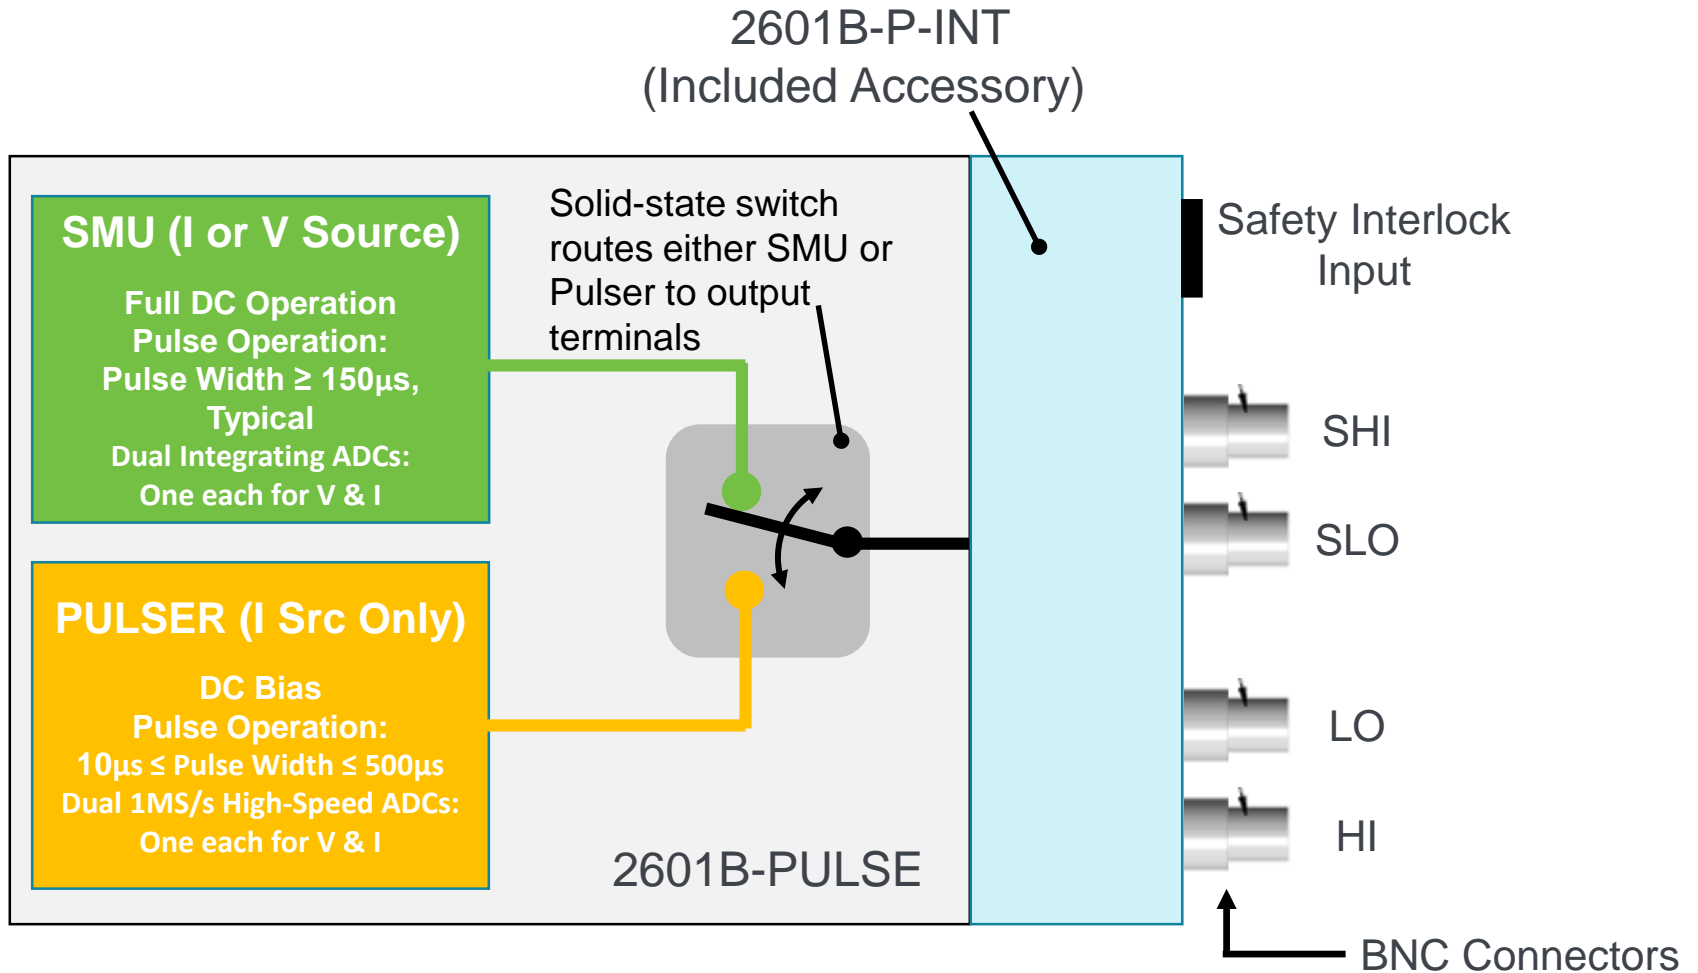 2601B-P-INT
(Included Accessory)
SMU (I or V Source)
Full DC Operation
Pulse Operation:
Pulse Width ≥ 150µs,
Typical
Dual Integrating ADCs:
One each for V & I
Solid-state switch
routes either SMU or
Pulser to output
terminals
PULSER (I Src Only)
DC Bias
Pulse Operation:
10µs ≤ Pulse Width ≤ 500µs
Dual 1MS/s High-Speed ADCs:
One each for V & I
2601B-PULSE
Safety Interlock
Input
SHI
SLO
LO
HI
BNC Connectors